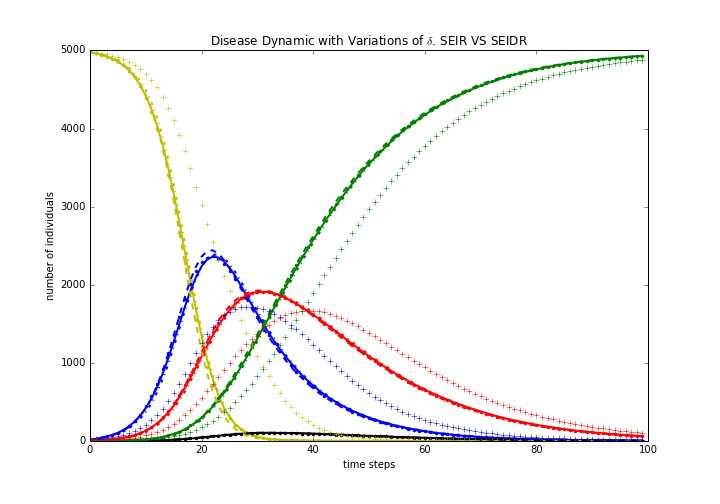 Disease Dynamic with Variations of δ. SEIR VS SEIDR
5000
4000
3000
2000
1000
0
number of individuals
0 20 40 60 80 100
time steps